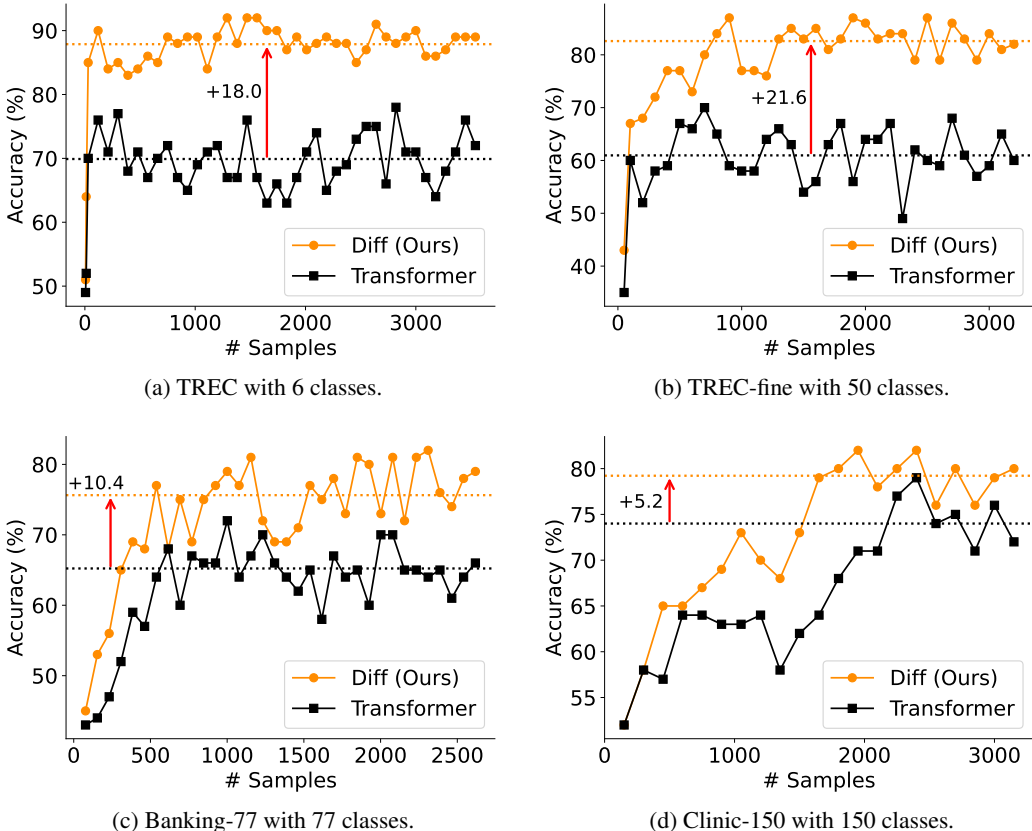 90
80
70
60
50
Accuracy (%)
+18.0
Diff (Ours)
Transformer
0 1000 2000 3000
# Samples
(a) TREC with 6 classes.
80
70
60
50
40
Accuracy (%)
+21.6
Diff (Ours)
Transformer
0 1000 2000 3000
# Samples
(b) TREC-fine with 50 classes.
80
70
60
50
Accuracy (%)
+10.4
Diff (Ours)
Transformer
0 500 1000 1500 2000 2500
# Samples
(c) Banking-77 with 77 classes.
80
75
70
65
60
55
Accuracy (%)
+5.2
Diff (Ours)
Transformer
0 1000 2000 3000
# Samples
(d) Clinic-150 with 150 classes.